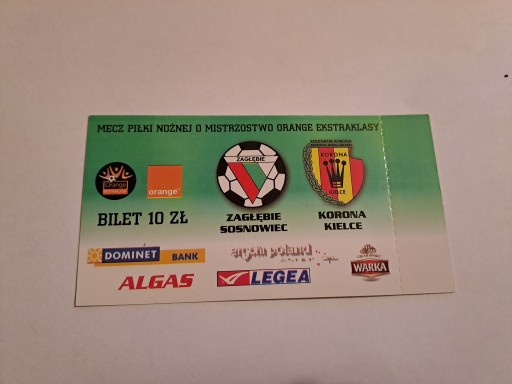 MECZ PIŁKI NOŻNEJ O MISTRZOSTWO ORANGE EKSTRAKLASY
Orange
orange
ZAGŁĘBIE
KORONA
KIELCE
BILET 10 ZŁ
ZAGŁĘBIE
SOSNOWIEC
KORONA
KIELCE
DOMINET BANK
poland
ALGAS
LEGEA
WARKA